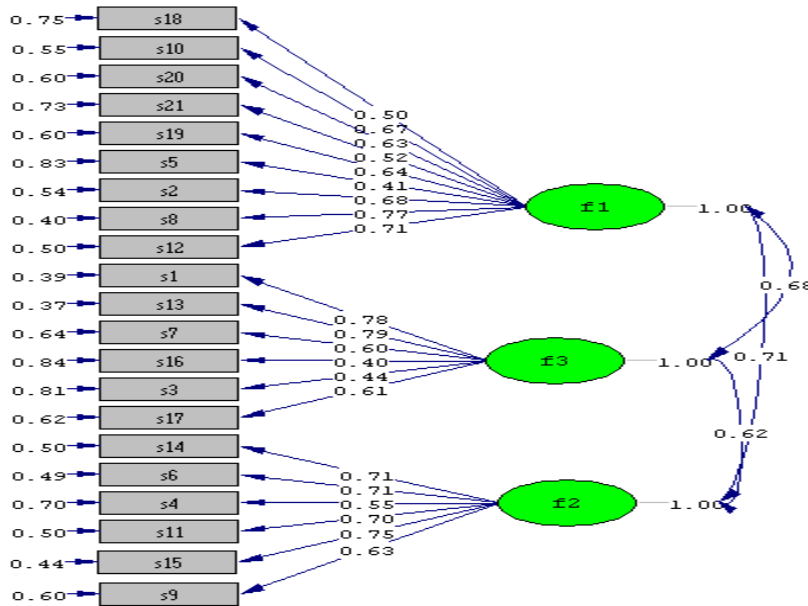 0.75 s18
0.55 s10
0.60 s20
0.73 s21
0.60 s19
0.83 s5
0.54 s2
0.40 s8
0.50 s12
0.39 s1
0.37 s13
0.64 s7
0.84 s16
0.81 s3
0.62 s17
0.50 s14
0.49 s6
0.70 s4
0.50 s11
0.44 s15
0.60 s9
0.50
0.67
0.63
0.52
0.64
0.41
0.68
0.77
0.71
0.78
0.79
0.60
0.40
0.44
0.61
0.71
0.71
0.55
0.70
0.75
0.63
f1 1.00
f3 1.00
f2 1.00
0.68
0.71
0.62